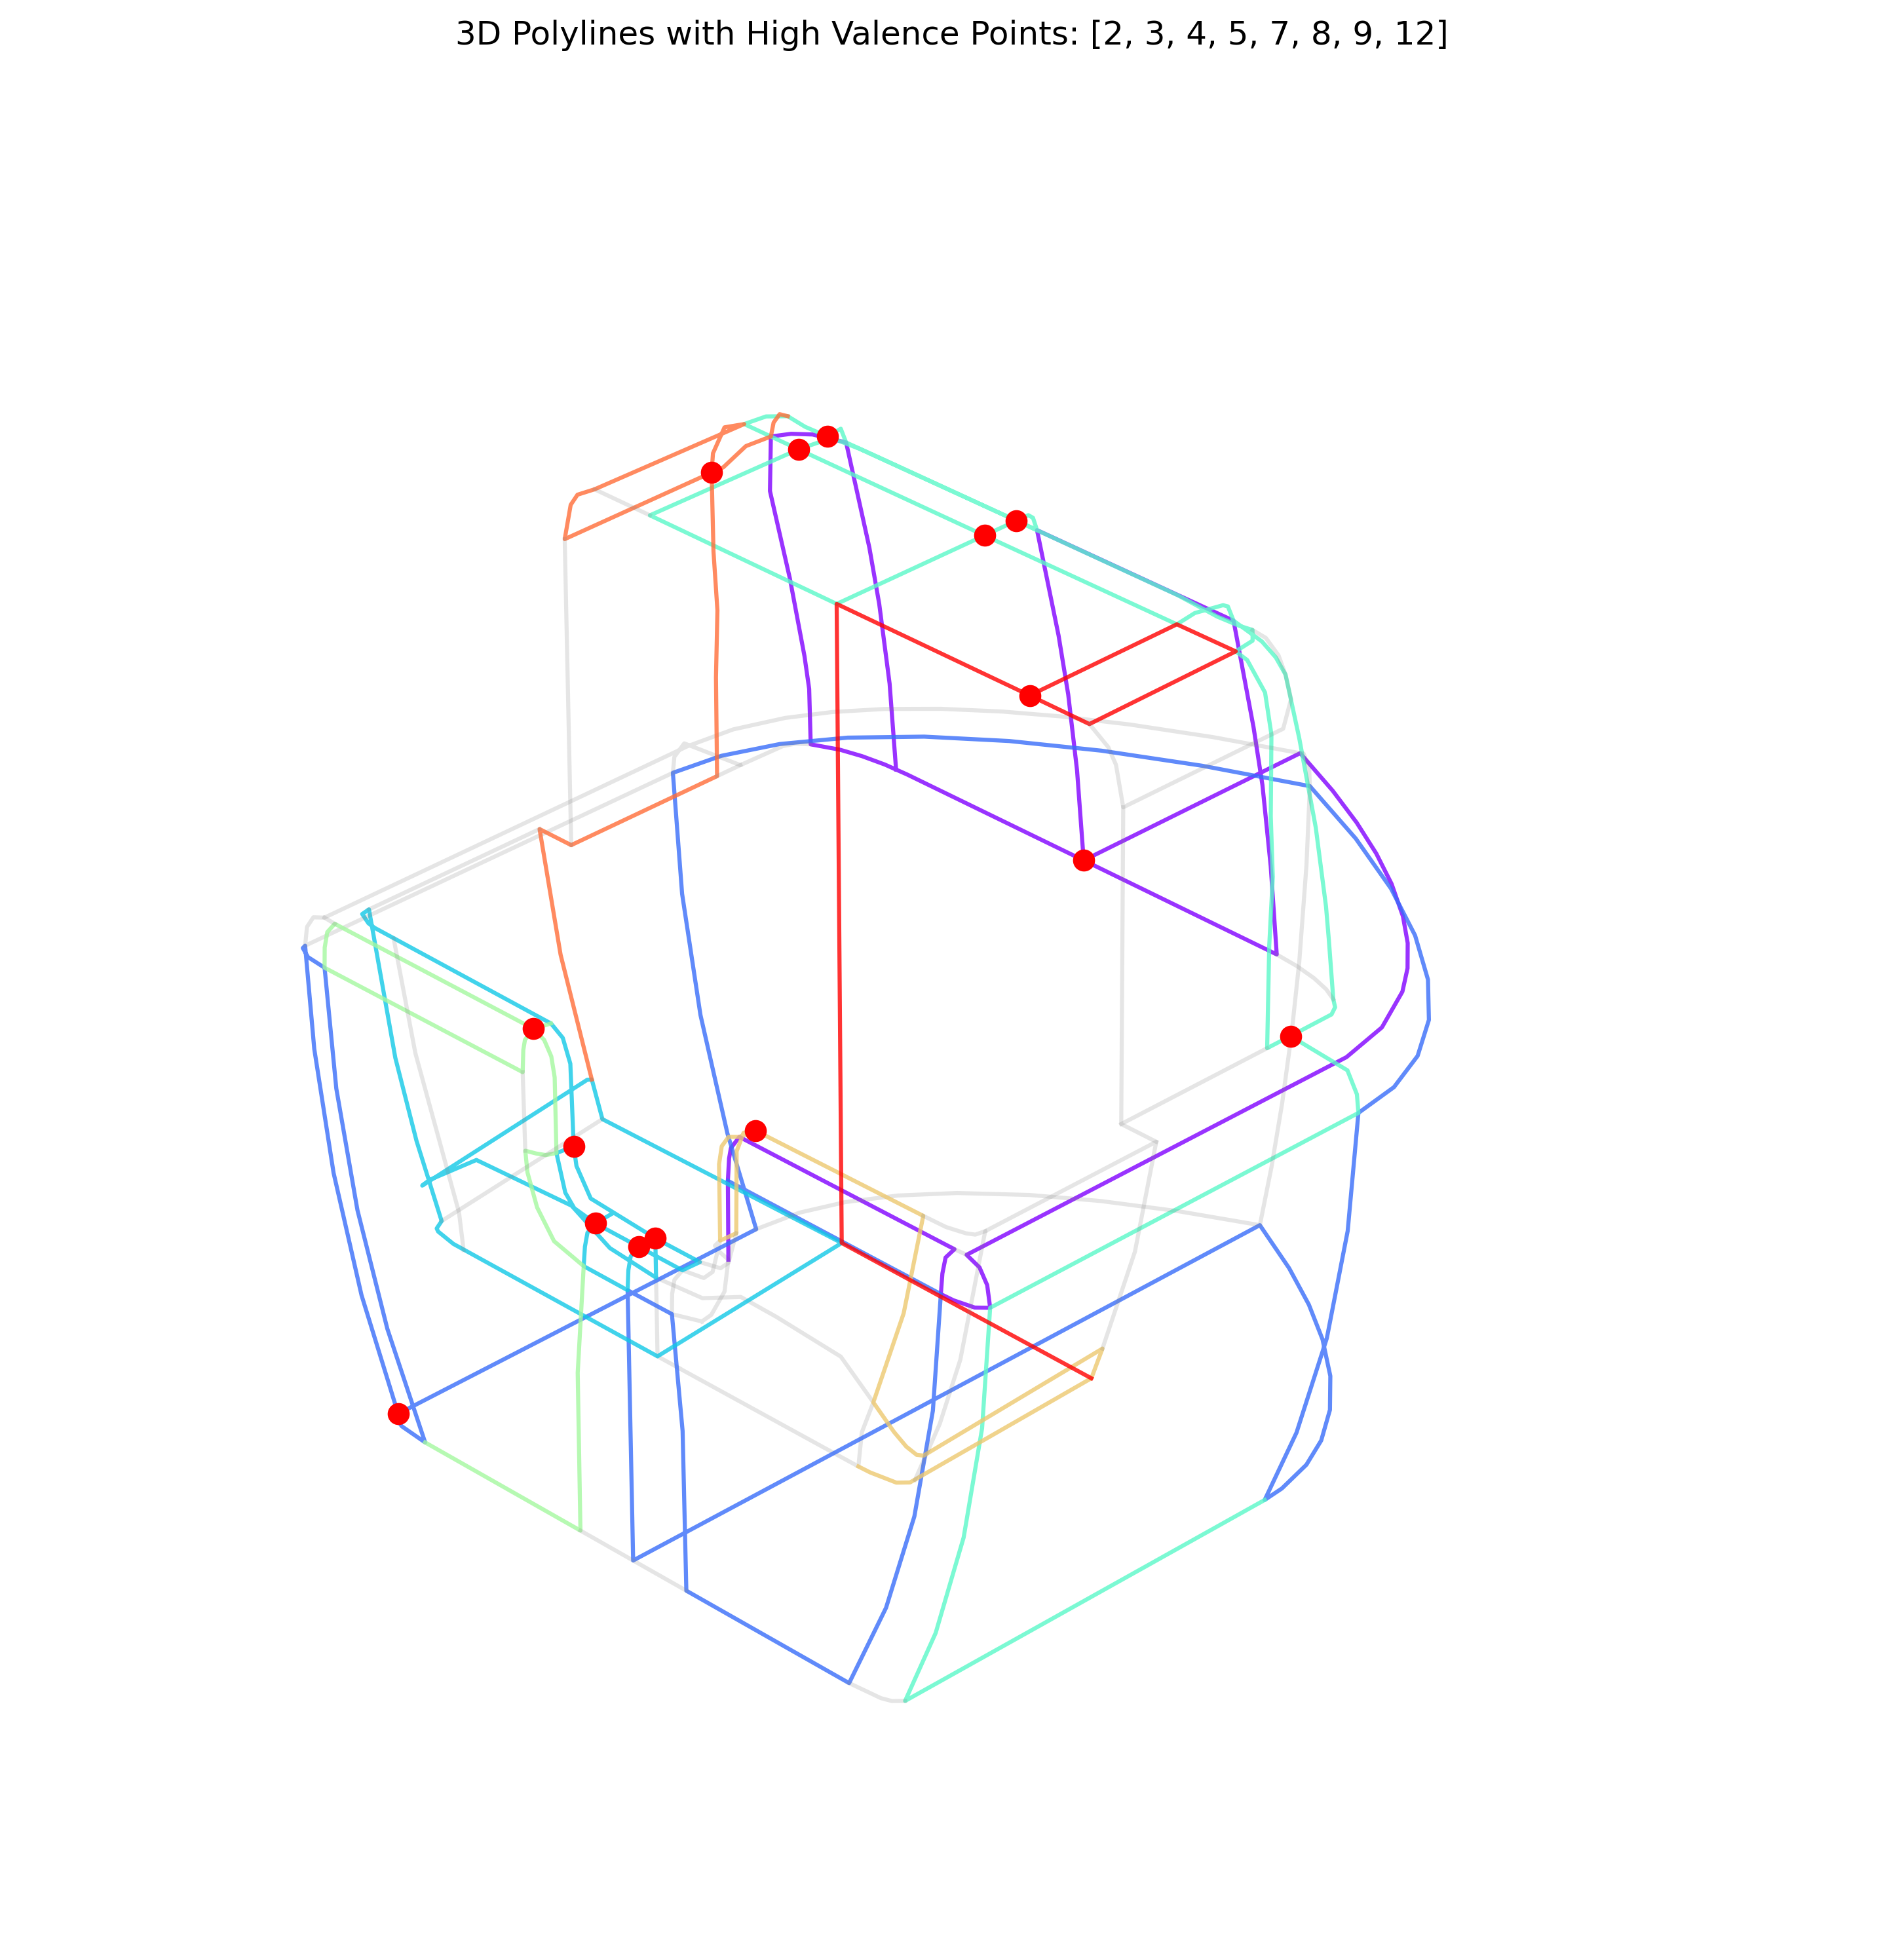 3D Polylines with High Valence Points: [2, 3, 4, 5, 7, 8, 9, 12]